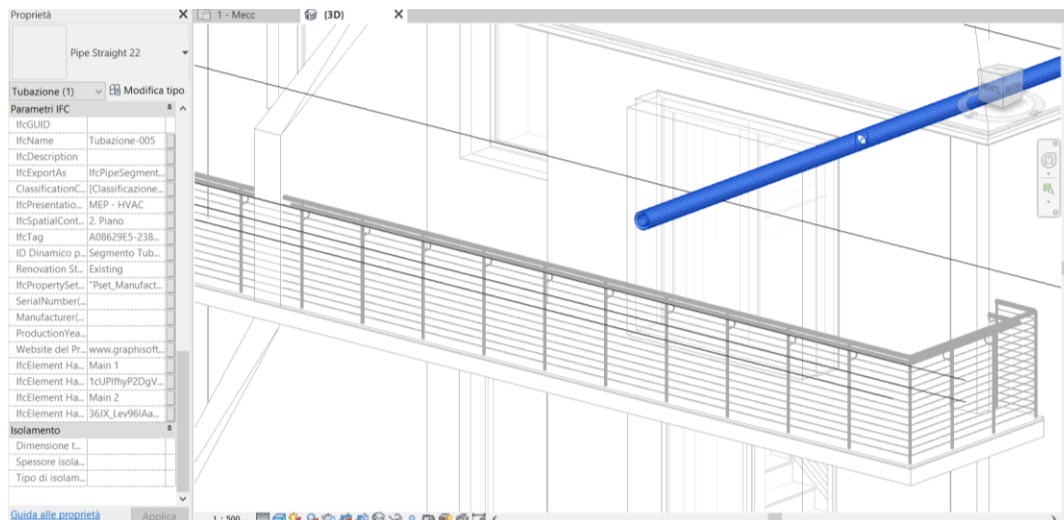 Proprietà
1 - Mecc
(3D)
Pipe Straight 22
Tubazione (1)
Modifica tipo
Parametri IFC
IfcGUID
IfcName Tubazione-005
IfcDescription
IfcExportAs IfcPipeSegment...
ClassificationC... [Classificazione...
IfcPresentatio... MEP - HVAC
IfcSpatialCont... 2. Piano
IfcTag A08629E5-238...
ID Dinamico p... Segmento Tub...
Renovation St... Existing
IfcPropertySet... "Pset_Manufact...
SerialNumber(...
Manufacturer(...
ProductionYea...
Website del Pr... www.graphisoft...
IfcElement Ha... Main 1
IfcElement Ha... 1cUPIfhyP2DgV...
IfcElement Ha... Main 2
IfcElement Ha... 36JX_Lev96IAa...
Isolamento
Dimensione t...
Spessore isola...
Tipo di isolam...
Guida alle proprietà
Applica
1 : 500